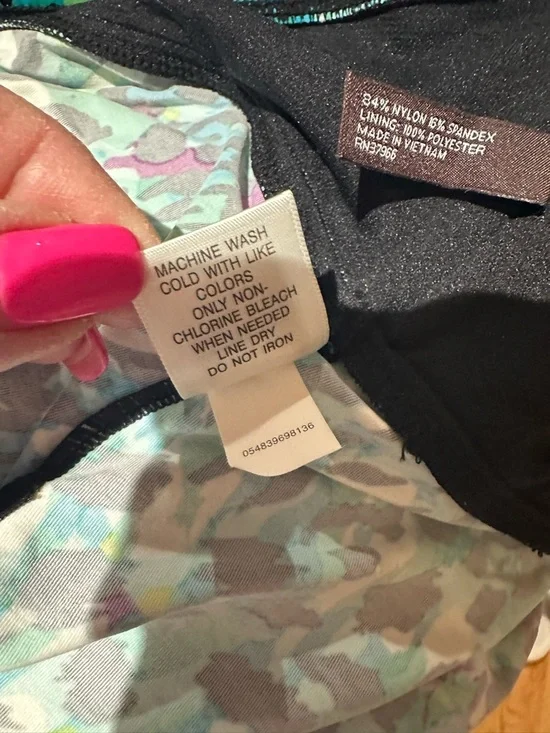 84% NYLON 16% SPANDEX
LINING: 100% POLYESTER
MADE IN VIETNAM
RN37966
MACHINE WASH
COLD WITH LIKE
COLORS
ONLY NON-
CHLORINE BLEACH
WHEN NEEDED
LINE DRY
DO NOT IRON
054839698136